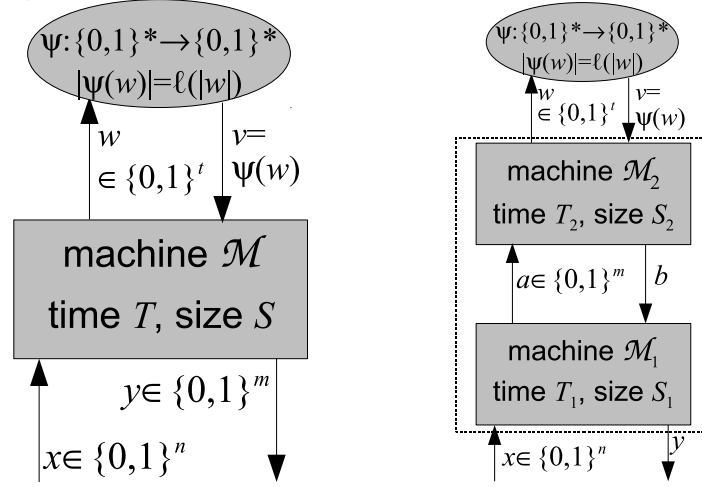 ψ:{0,1}*→{0,1}*
|ψ(w)|=ℓ(|w|)
w
∈{0,1}ᵗ
v=
ψ(w)
machine ℳ
time T, size S
y∈{0,1}ᵐ
x∈{0,1}ⁿ
ψ:{0,1}*→{0,1}*
|ψ(w)|=ℓ(|w|)
w
∈{0,1}ᵗ
v=
ψ(w)
machine ℳ₂
time T₂, size S₂
a∈{0,1}ᵐ
b
machine ℳ₁
time T₁, size S₁
x∈{0,1}ⁿ
y